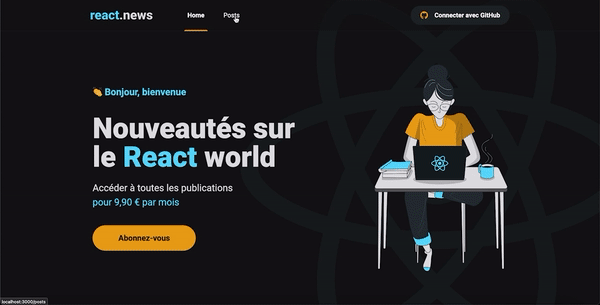 react.news
Home
Posts
Connecter avec GitHub
👏 Bonjour, bienvenue
Nouveautés sur
le React world
Accéder à toutes les publications
pour 9,90 € par mois
Abonnez-vous
localhost:3000/posts